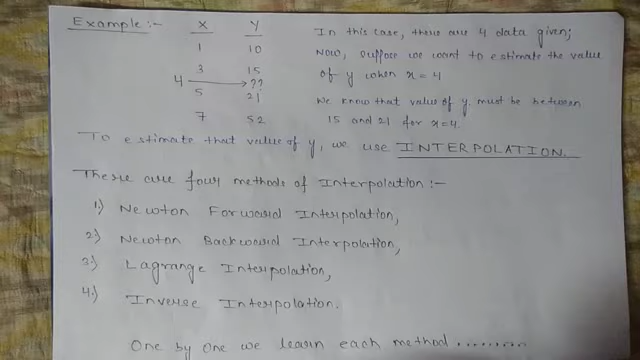 Example:-
X Y
1 10
3 15
4 → ??
5 21
7 52
In this case, there are 4 data given;
Now, suppose we want to estimate the value
of y when x = 4
We know that value of y must be between
15 and 21 for x=4.
To estimate that value of y, we use INTERPOLATION.
There are four methods of Interpolation:-
1.) Newton Forward Interpolation,
2.) Newton Backward Interpolation,
3.) Lagrange Interpolation,
4.) Inverse Interpolation.
One by one we learn each method .........